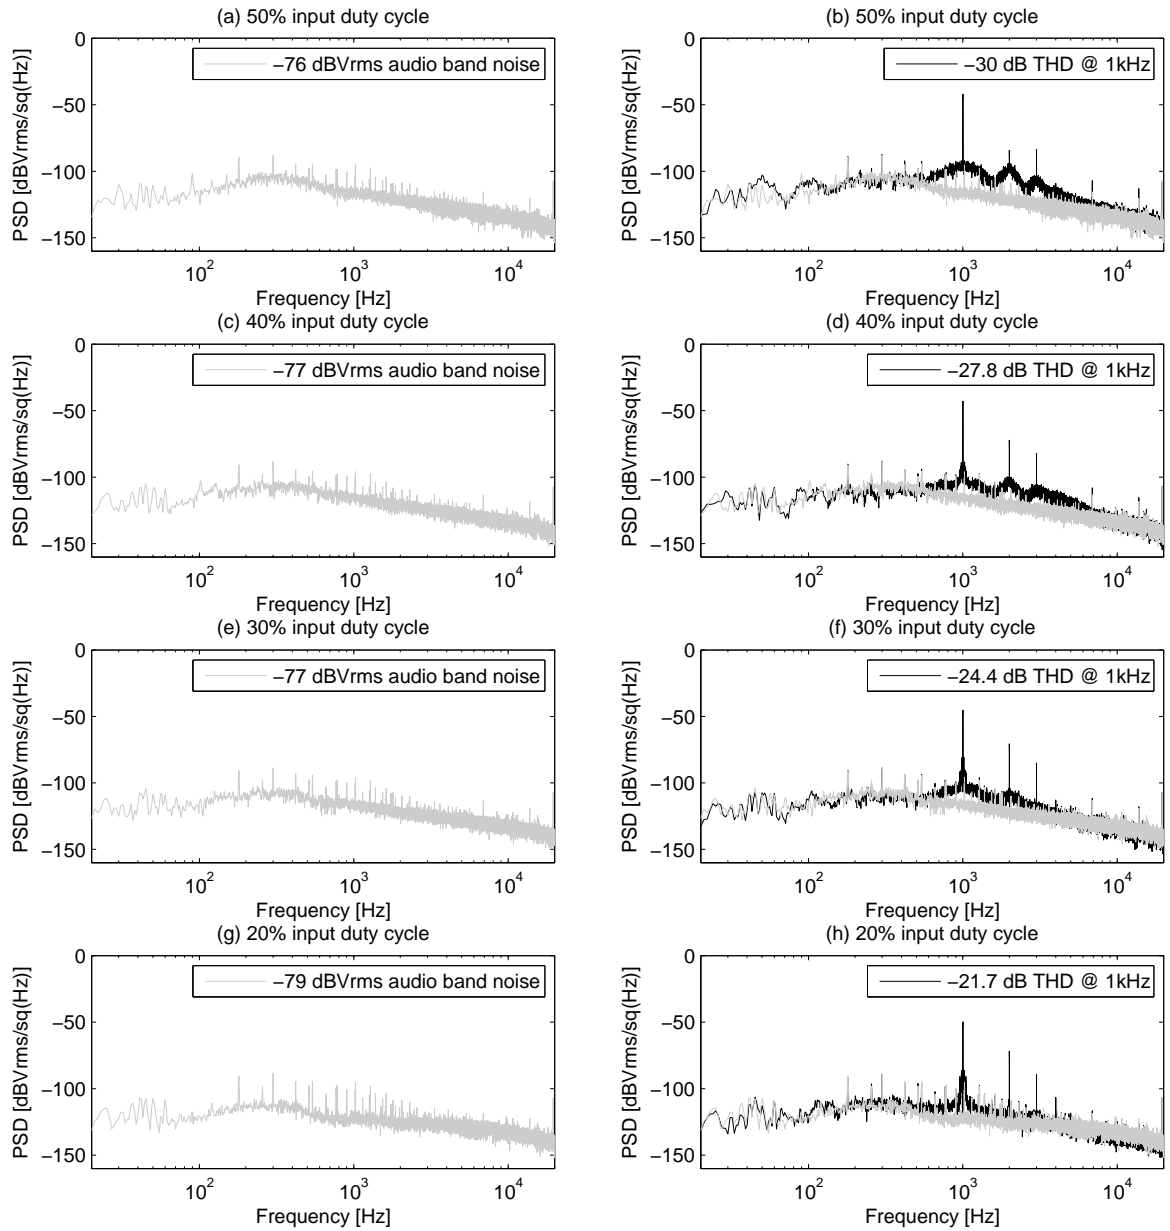 (a) 50% input duty cycle
0
−50
−100
−150
PSD [dBVrms/sq(Hz)]
−76 dBVrms audio band noise
10^2
10^3
10^4
Frequency [Hz]
(b) 50% input duty cycle
0
−50
−100
−150
PSD [dBVrms/sq(Hz)]
−30 dB THD @ 1kHz
10^2
10^3
10^4
Frequency [Hz]
(c) 40% input duty cycle
0
−50
−100
−150
PSD [dBVrms/sq(Hz)]
−77 dBVrms audio band noise
10^2
10^3
10^4
Frequency [Hz]
(d) 40% input duty cycle
0
−50
−100
−150
PSD [dBVrms/sq(Hz)]
−27.8 dB THD @ 1kHz
10^2
10^3
10^4
Frequency [Hz]
(e) 30% input duty cycle
0
−50
−100
−150
PSD [dBVrms/sq(Hz)]
−77 dBVrms audio band noise
10^2
10^3
10^4
Frequency [Hz]
(f) 30% input duty cycle
0
−50
−100
−150
PSD [dBVrms/sq(Hz)]
−24.4 dB THD @ 1kHz
10^2
10^3
10^4
Frequency [Hz]
(g) 20% input duty cycle
0
−50
−100
−150
PSD [dBVrms/sq(Hz)]
−79 dBVrms audio band noise
10^2
10^3
10^4
Frequency [Hz]
(h) 20% input duty cycle
0
−50
−100
−150
PSD [dBVrms/sq(Hz)]
−21.7 dB THD @ 1kHz
10^2
10^3
10^4
Frequency [Hz]